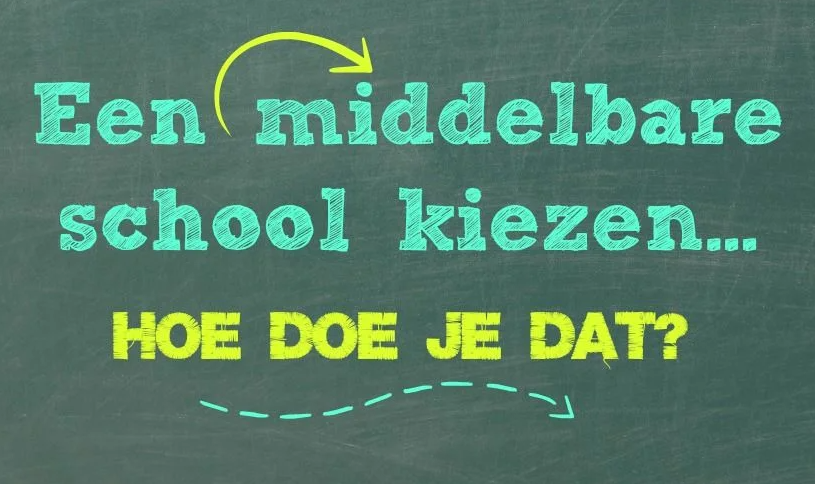 Een middelbare
school kiezen...
HOE DOE JE DAT?